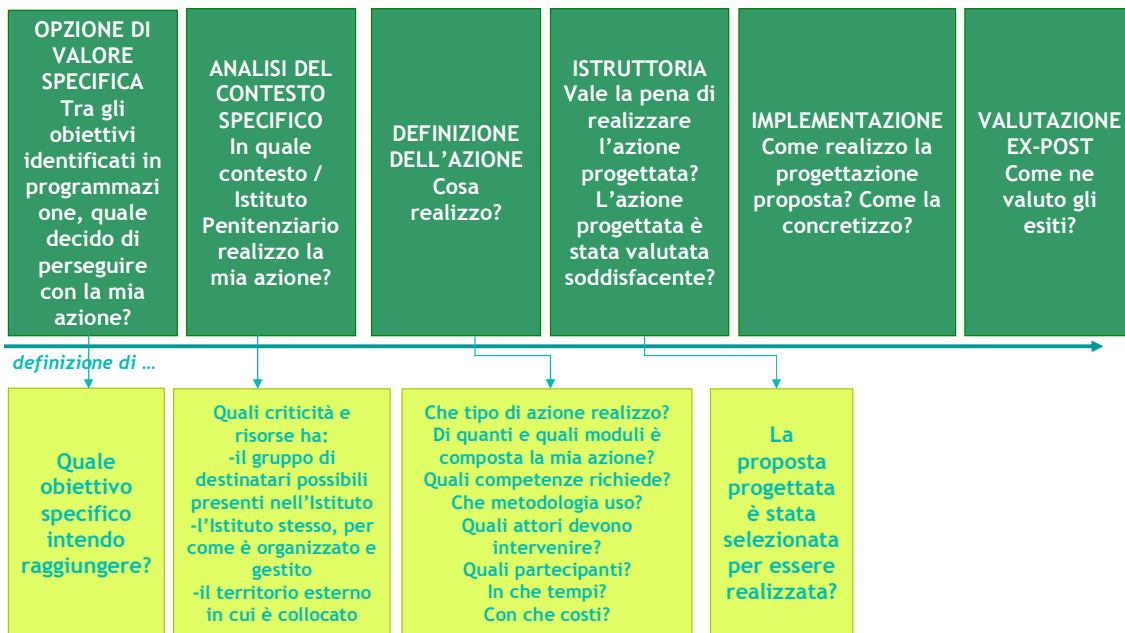 OPZIONE DI
VALORE
SPECIFICA
Tra gli
obiettivi
identificati in
programmazi
one, quale
decido di
perseguire
con la mia
azione?
ANALISI DEL
CONTESTO
SPECIFICO
In quale
contesto /
Istituto
Penitenziario
realizzo la
mia azione?
DEFINIZIONE
DELL’AZIONE
Cosa
realizzo?
ISTRUTTORIA
Vale la pena di
realizzare
l’azione
progettata?
L’azione
progettata è
stata valutata
soddisfacente?
IMPLEMENTAZIONE
Come realizzo la
progettazione
proposta? Come la
concretizzo?
VALUTAZIONE
EX-POST
Come ne
valuto gli
esiti?
definizione di …
Quale
obiettivo
specifico
intendo
raggiungere?
Quali criticità e
risorse ha:
-il gruppo di
destinatari possibili
presenti nell’Istituto
-l’Istituto stesso, per
come è organizzato e
gestito
-il territorio esterno
in cui è collocato
Che tipo di azione realizzo?
Di quanti e quali moduli è
composta la mia azione?
Quali competenze richiede?
Che metodologia uso?
Quali attori devono
intervenire?
Quali partecipanti?
In che tempi?
Con che costi?
La
proposta
progettata
è stata
selezionata
per essere
realizzata?